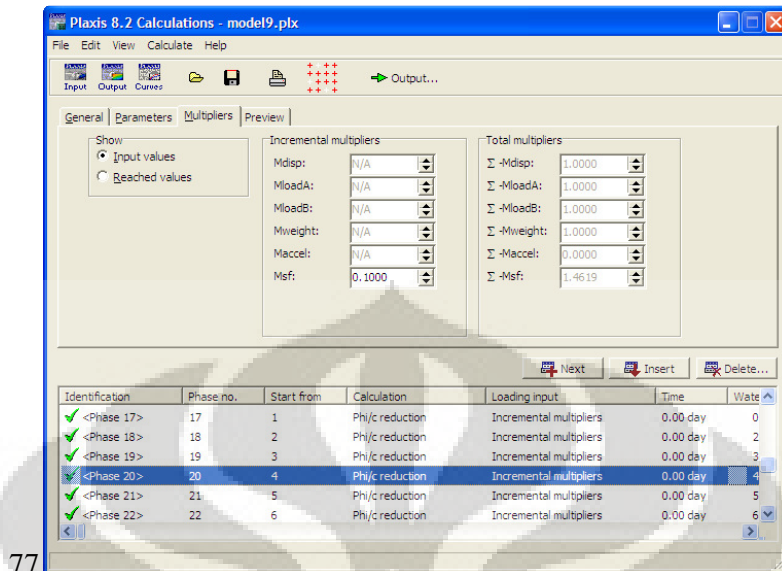 Plaxis 8.2 Calculations - model9.plx
File Edit View Calculate Help
Input Output Curves Output...
General Parameters Multipliers Preview
Show
Input values
Reached values
Incremental multipliers
Mdisp: N/A
MloadA: N/A
MloadB: N/A
Mweight: N/A
Maccel: N/A
Msf: 0.1000
Total multipliers
Σ -Mdisp: 1.0000
Σ -MloadA: 1.0000
Σ -MloadB: 1.0000
Σ -Mweight: 1.0000
Σ -Maccel: 0.0000
Σ -Msf: 1.4619
Next Insert Delete...
Identification Phase no. Start from Calculation Loading input Time Wate
<Phase 17> 17 1 Phi/c reduction Incremental multipliers 0.00 day 0
<Phase 18> 18 2 Phi/c reduction Incremental multipliers 0.00 day 2
<Phase 19> 19 3 Phi/c reduction Incremental multipliers 0.00 day 3
<Phase 20> 20 4 Phi/c reduction Incremental multipliers 0.00 day 4
<Phase 21> 21 5 Phi/c reduction Incremental multipliers 0.00 day 5
<Phase 22> 22 6 Phi/c reduction Incremental multipliers 0.00 day 6
77